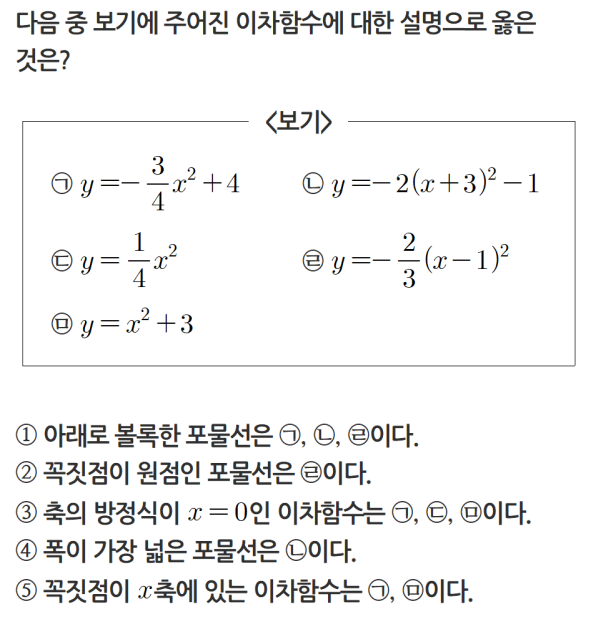 다음 중 보기에 주어진 이차함수에 대한 설명으로 옳은
것은?
<보기>
㉠ y=-\frac{3}{4}x^2+4 ㉡ y=-2(x+3)^2-1
㉢ y=\frac{1}{4}x^2 ㉣ y=-\frac{2}{3}(x-1)^2
㉤ y=x^2+3
① 아래로 볼록한 포물선은 ㉠, ㉡, ㉣이다.
② 꼭짓점이 원점인 포물선은 ㉣이다.
③ 축의 방정식이 x=0인 이차함수는 ㉠, ㉢, ㉤이다.
④ 폭이 가장 넓은 포물선은 ㉡이다.
⑤ 꼭짓점이 x축에 있는 이차함수는 ㉠, ㉤이다.